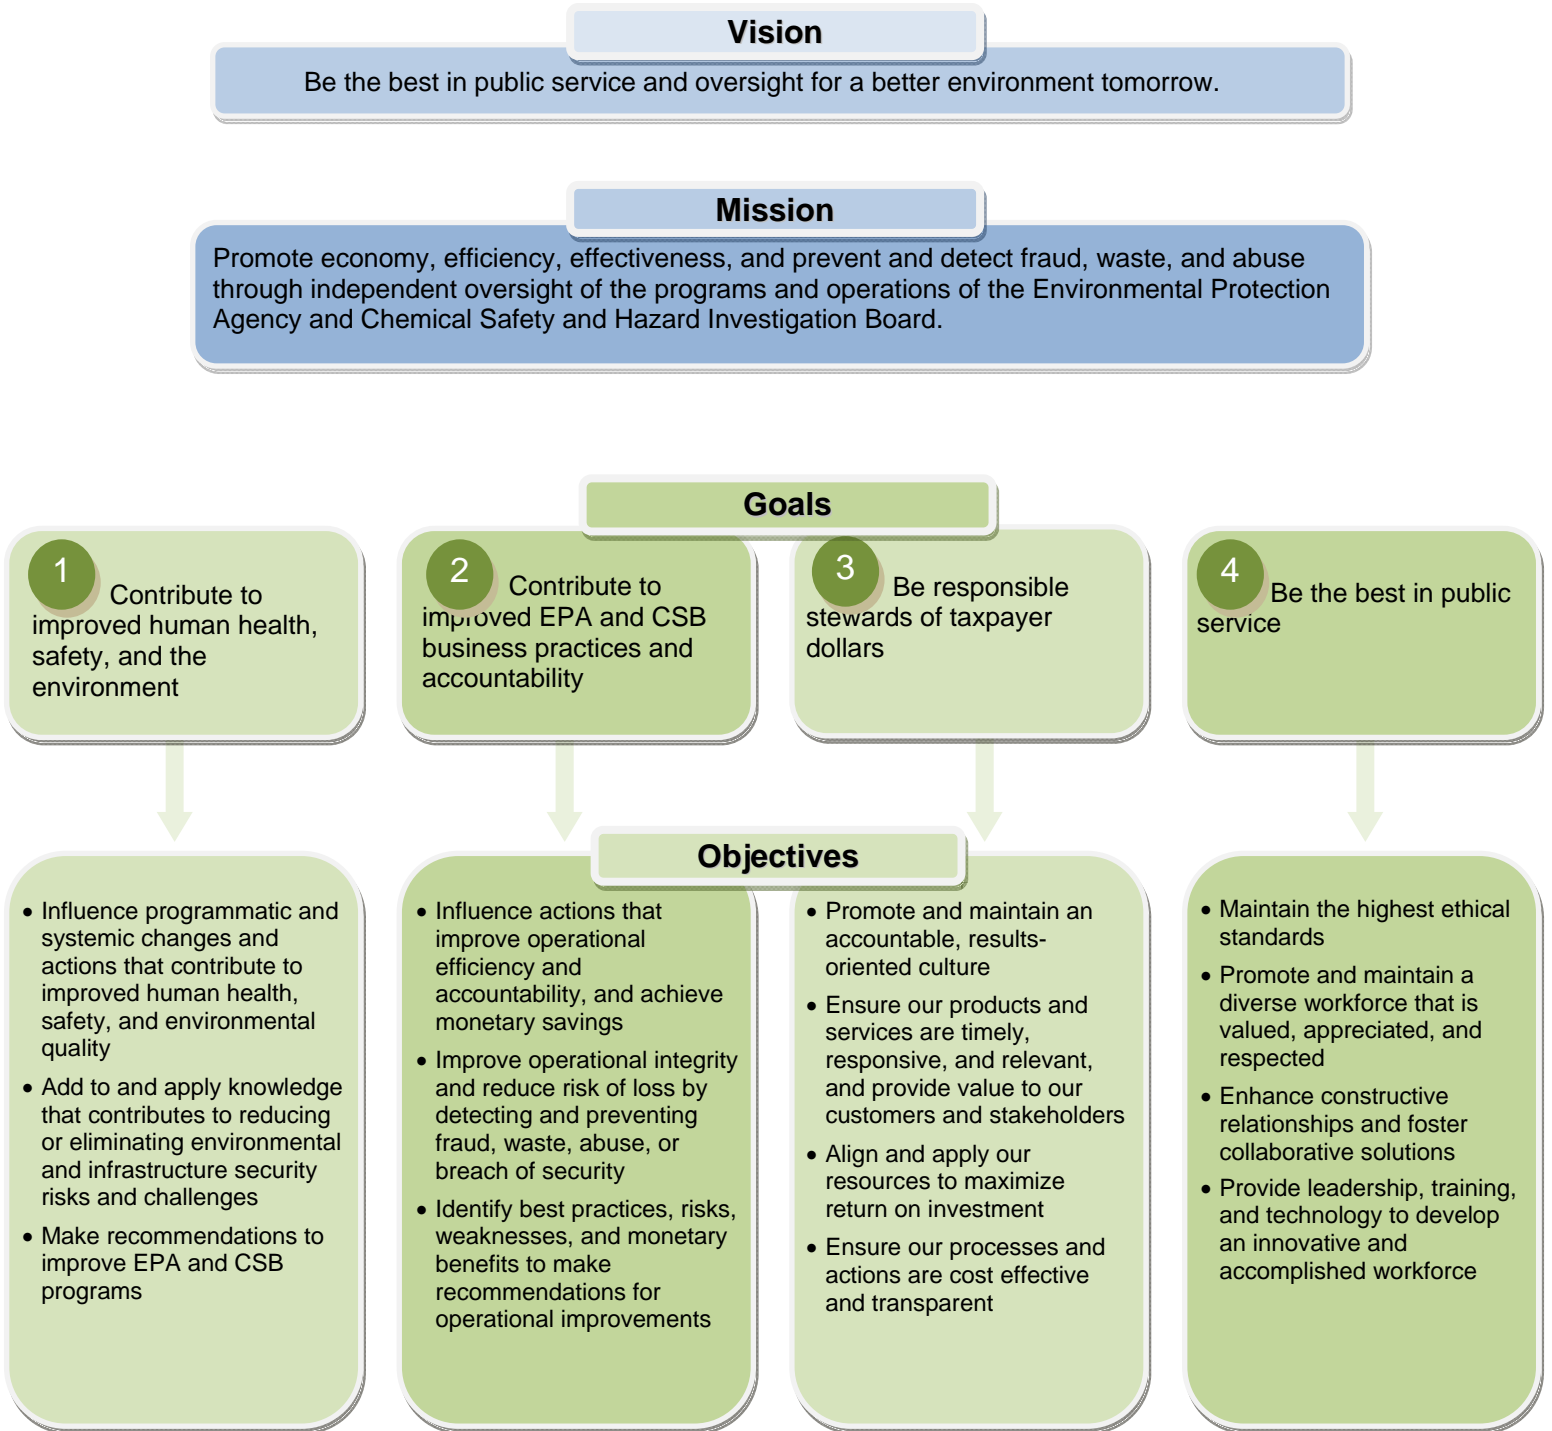 Vision
Be the best in public service and oversight for a better environment tomorrow.
Mission
Promote economy, efficiency, effectiveness, and prevent and detect fraud, waste, and abuse
through independent oversight of the programs and operations of the Environmental Protection
Agency and Chemical Safety and Hazard Investigation Board.
Goals
1
Contribute to
improved human health,
safety, and the
environment
2
Contribute to
improved EPA and CSB
business practices and
accountability
3
Be responsible
stewards of taxpayer
dollars
4
Be the best in public
service
Objectives
• Influence programmatic and
systemic changes and
actions that contribute to
improved human health,
safety, and environmental
quality
• Add to and apply knowledge
that contributes to reducing
or eliminating environmental
and infrastructure security
risks and challenges
• Make recommendations to
improve EPA and CSB
programs
• Influence actions that
improve operational
efficiency and
accountability, and achieve
monetary savings
• Improve operational integrity
and reduce risk of loss by
detecting and preventing
fraud, waste, abuse, or
breach of security
• Identify best practices, risks,
weaknesses, and monetary
benefits to make
recommendations for
operational improvements
• Promote and maintain an
accountable, results-
oriented culture
• Ensure our products and
services are timely,
responsive, and relevant,
and provide value to our
customers and stakeholders
• Align and apply our
resources to maximize
return on investment
• Ensure our processes and
actions are cost effective
and transparent
• Maintain the highest ethical
standards
• Promote and maintain a
diverse workforce that is
valued, appreciated, and
respected
• Enhance constructive
relationships and foster
collaborative solutions
• Provide leadership, training,
and technology to develop
an innovative and
accomplished workforce